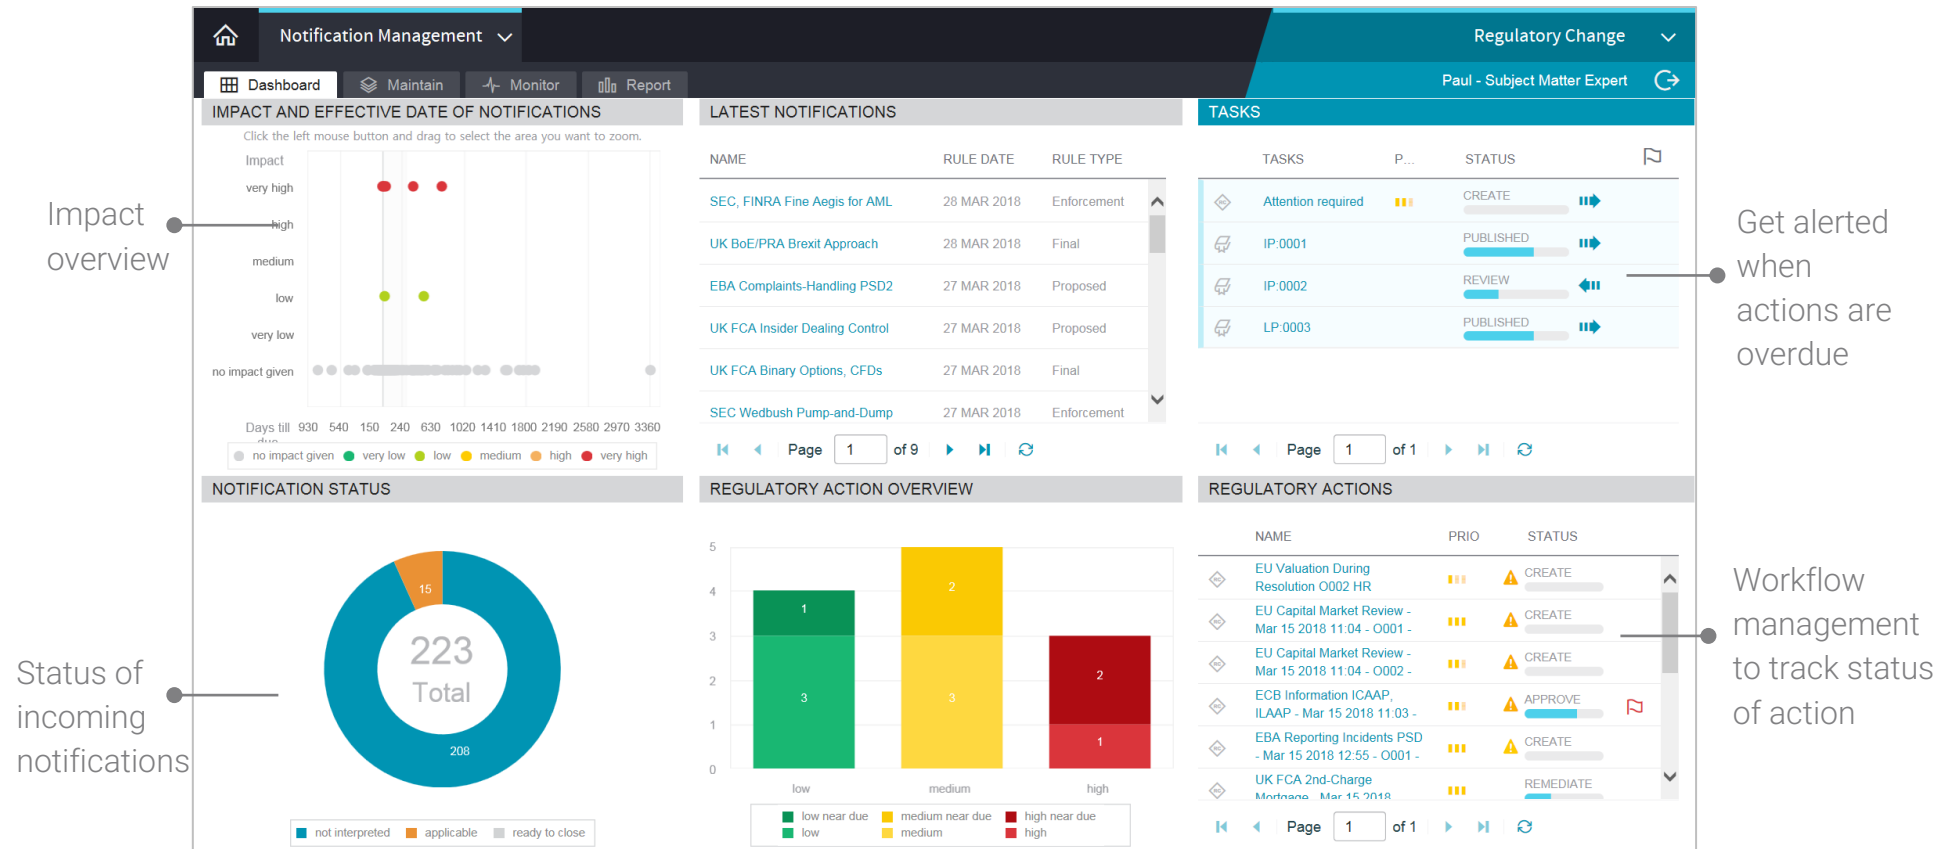 Notification Management
Regulatory Change
Dashboard
Maintain
Monitor
Report
Paul - Subject Matter Expert
IMPACT AND EFFECTIVE DATE OF NOTIFICATIONS
Click the left mouse button and drag to select the area you want to zoom.
Impact
very high
high
medium
low
very low
no impact given
Days till
due
930 540 150 240 630 1020 1410 1800 2190 2580 2970 3360
no impact given very low low medium high very high
LATEST NOTIFICATIONS
NAME RULE DATE RULE TYPE
SEC, FINRA Fine Aegis for AML 28 MAR 2018 Enforcement
UK BoE/PRA Brexit Approach 28 MAR 2018 Final
EBA Complaints-Handling PSD2 27 MAR 2018 Proposed
UK FCA Insider Dealing Control 27 MAR 2018 Proposed
UK FCA Binary Options, CFDs 27 MAR 2018 Final
SEC Wedbush Pump-and-Dump 27 MAR 2018 Enforcement
Page 1 of 9
TASKS
TASKS P... STATUS
Attention required CREATE
IP:0001 PUBLISHED
IP:0002 REVIEW
LP:0003 PUBLISHED
Page 1 of 1
Impact
overview
Get alerted
when
actions are
overdue
NOTIFICATION STATUS
15
223
Total
208
not interpreted applicable ready to close
REGULATORY ACTION OVERVIEW
5
4
3
2
1
0
1
3
2
3
2
1
low medium high
low near due medium near due high near due
low medium high
REGULATORY ACTIONS
NAME PRIO STATUS
EU Valuation During
Resolution O002 HR
CREATE
EU Capital Market Review -
Mar 15 2018 11:04 - O001 -
CREATE
EU Capital Market Review -
Mar 15 2018 11:04 - O002 -
CREATE
ECB Information ICAAP,
ILAAP - Mar 15 2018 11:03 -
APPROVE
EBA Reporting Incidents PSD
- Mar 15 2018 12:55 - O001 -
CREATE
UK FCA 2nd-Charge
Mortgage - Mar 15 2018
REMEDIATE
Page 1 of 1
Status of
incoming
notifications
Workflow
management
to track status
of action